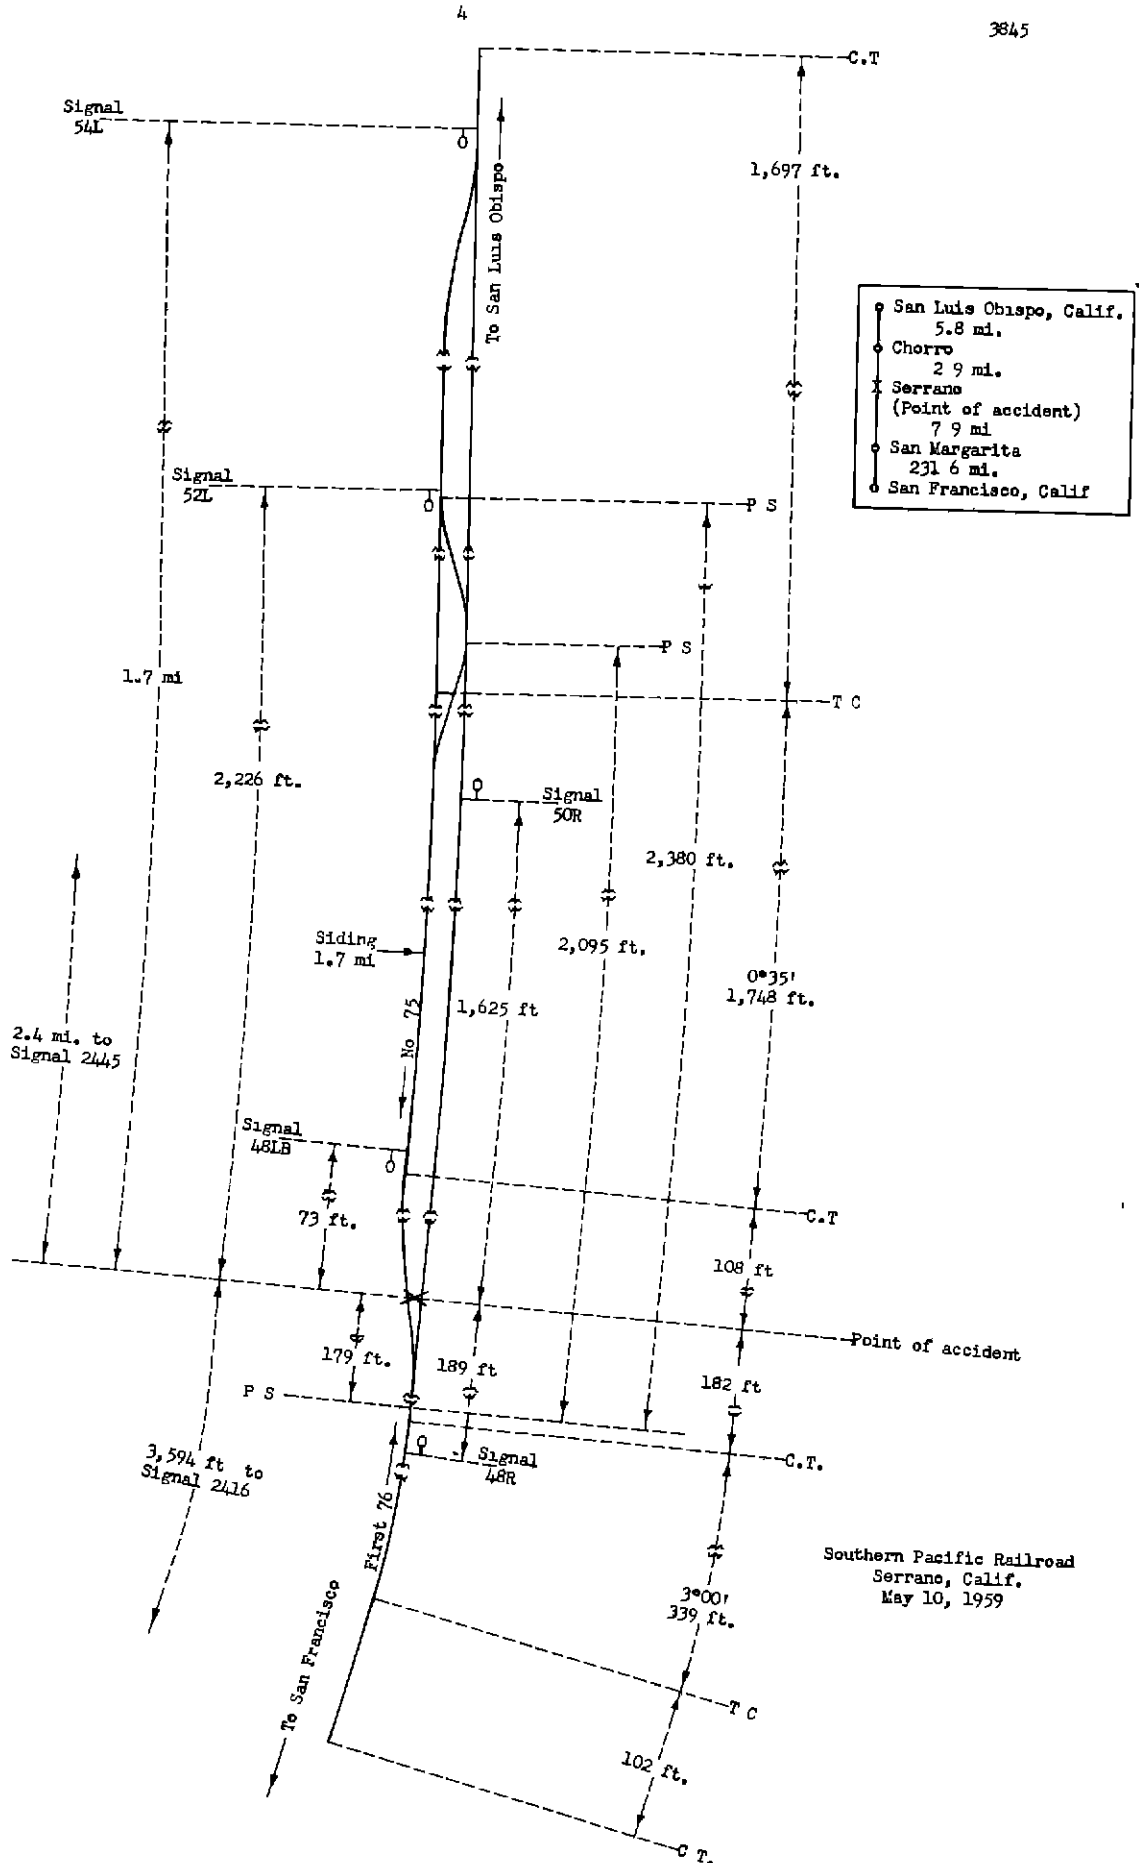 4
3845
C.T
Signal
54L
1,697 ft.
To San Luis Obispo
San Luis Obispo, Calif.
5.8 mi.
Chorro
2 9 mi.
Serrano
(Point of accident)
7 9 mi
San Margarita
231 6 mi.
San Francisco, Calif
Signal
52L
P S
P S
1.7 mi
T C
2,226 ft.
Signal
50R
2,380 ft.
Siding
1.7 mi
2,095 ft.
0°35'
1,748 ft.
No 75
1,625 ft
2.4 mi. to
Signal 2445
Signal
48LB
73 ft.
C.T
108 ft
Point of accident
179 ft.
189 ft
182 ft
P S
3,594 ft to
Signal 2416
Signal
48R
C.T.
First 76
Southern Pacific Railroad
Serrano, Calif.
May 10, 1959
3°00'
339 ft.
To San Francisco
T C
102 ft.
C T.